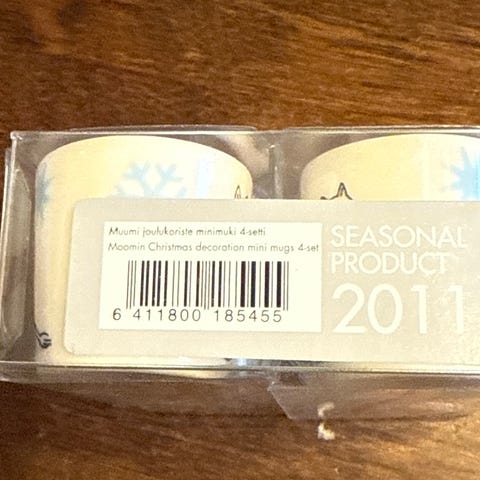 Muumi joulukoriste minimuki 4-setti
Moomin Christmas decoration mini mugs 4-set
6 411800 185455
SEASONAL
PRODUCT
2011